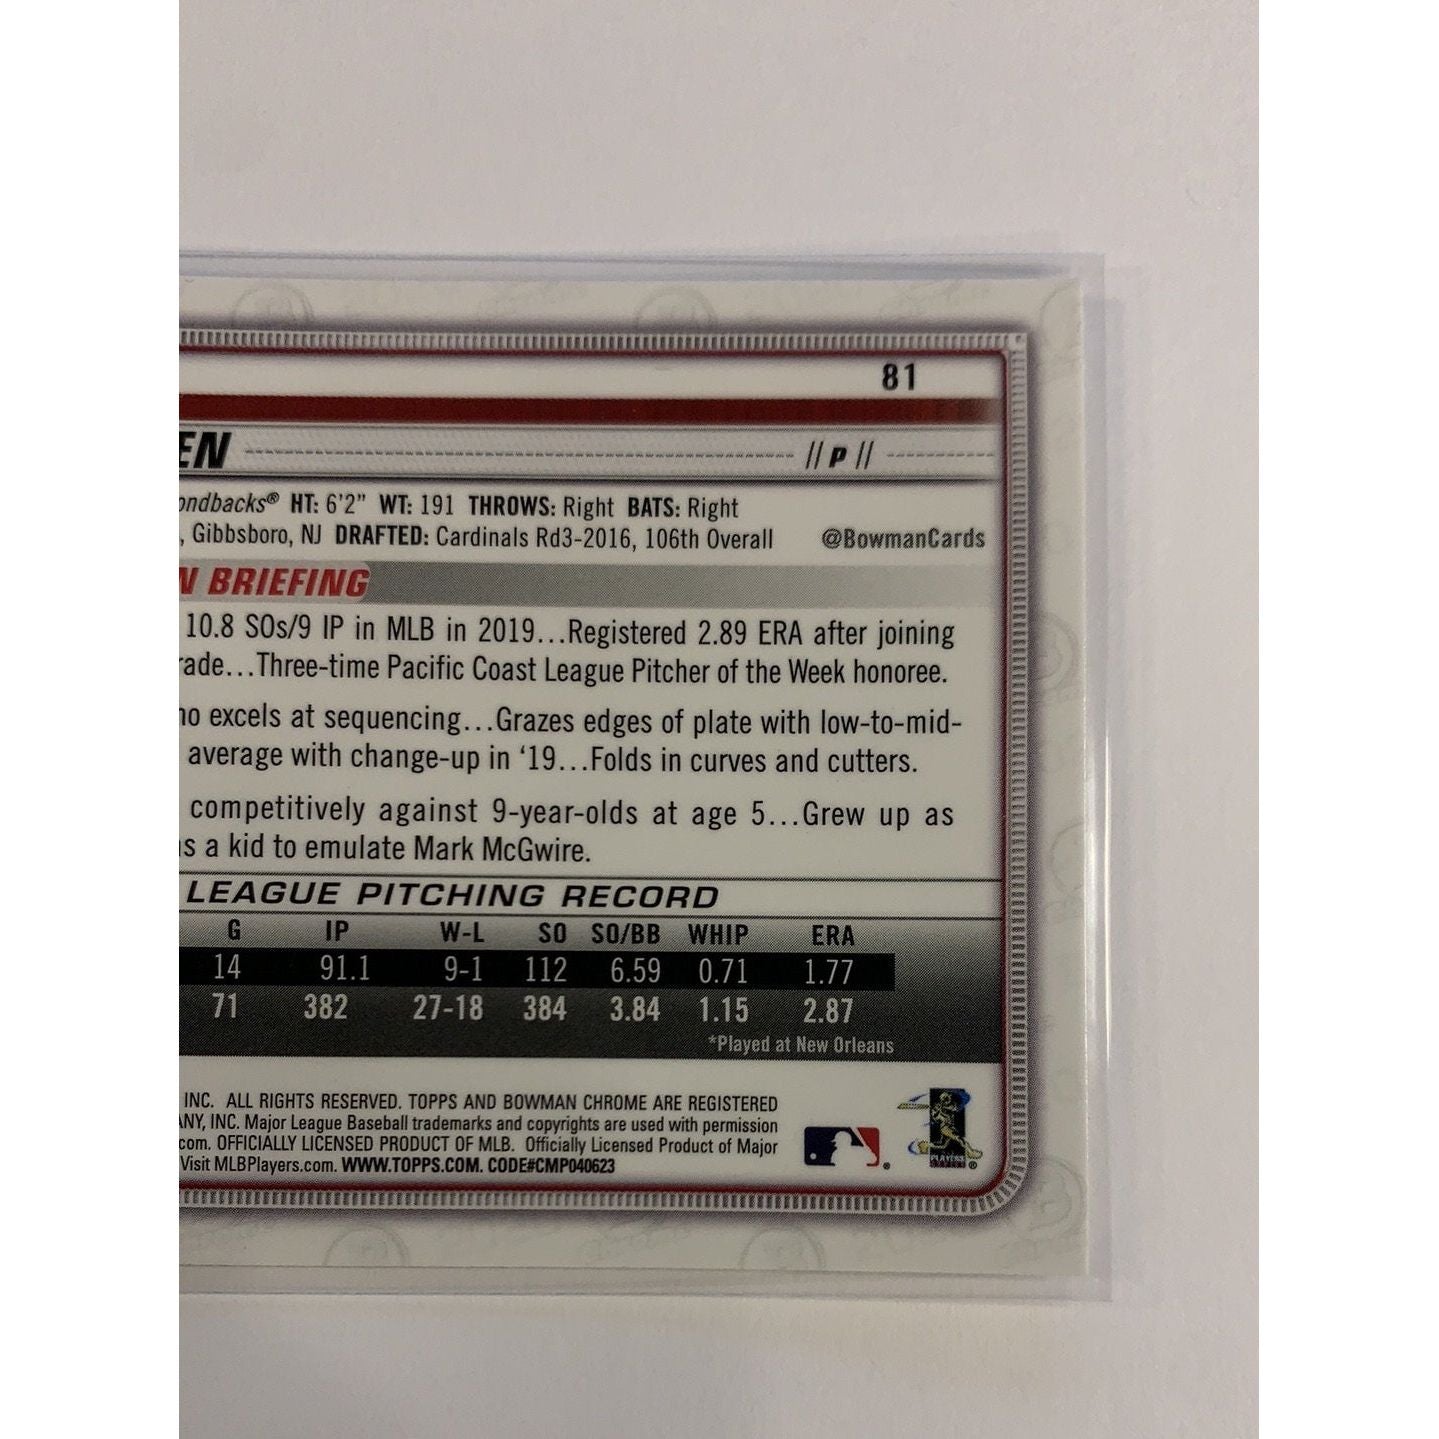 81
EN // P //
ondbacks® HT: 6'2" WT: 191 THROWS: Right BATS: Right
, Gibbsboro, NJ DRAFTED: Cardinals Rd3-2016, 106th Overall @BowmanCards
N BRIEFING
10.8 SOs/9 IP in MLB in 2019...Registered 2.89 ERA after joining
rade...Three-time Pacific Coast League Pitcher of the Week honoree.
ho excels at sequencing...Grazes edges of plate with low-to-mid-
average with change-up in ‘19...Folds in curves and cutters.
competitively against 9-year-olds at age 5...Grew up as
as a kid to emulate Mark McGwire.
LEAGUE PITCHING RECORD
G IP W-L SO SO/BB WHIP ERA
14 91.1 9-1 112 6.59 0.71 1.77
71 382 27-18 384 3.84 1.15 2.87
*Played at New Orleans
INC. ALL RIGHTS RESERVED. TOPPS AND BOWMAN CHROME ARE REGISTERED
ANY, INC. Major League Baseball trademarks and copyrights are used with permission
com. OFFICIALLY LICENSED PRODUCT OF MLB. Officially Licensed Product of Major
Visit MLBPlayers.com. WWW.TOPPS.COM. CODE#CMP040623
PLAYERS